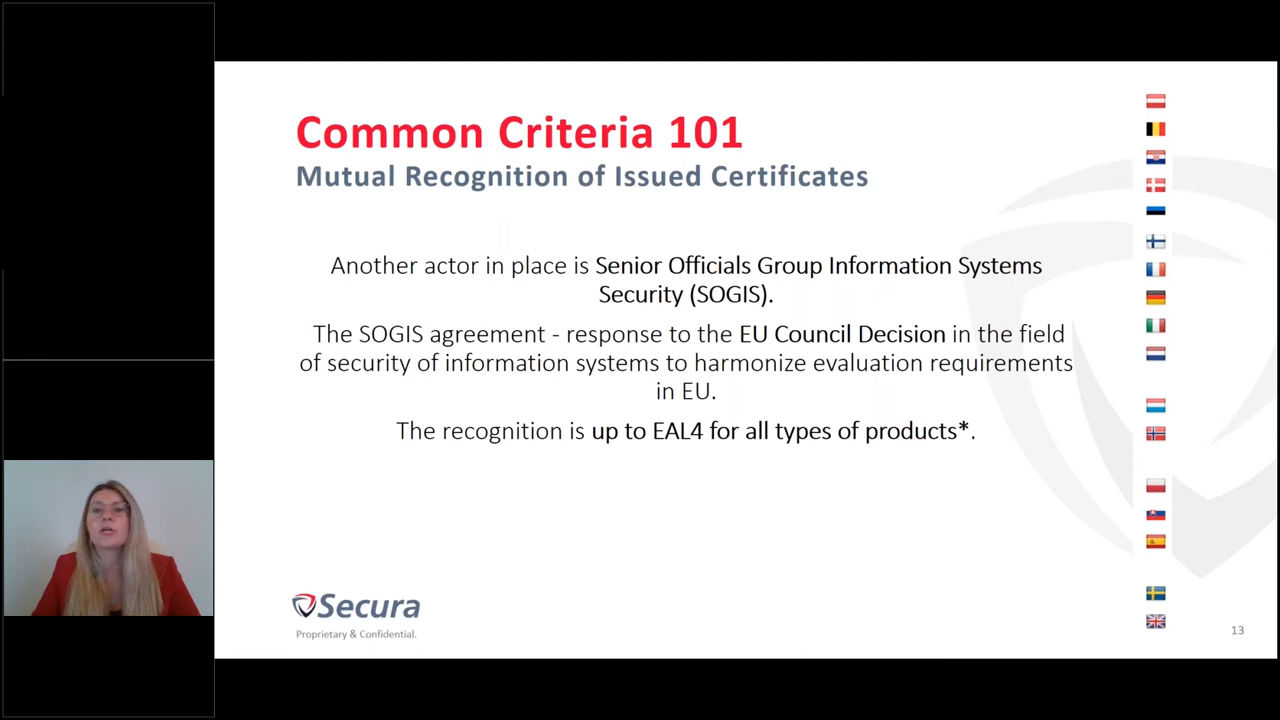 Common Criteria 101
Mutual Recognition of Issued Certificates
Another actor in place is Senior Officials Group Information Systems
Security (SOGIS).
The SOGIS agreement - response to the EU Council Decision in the field
of security of information systems to harmonize evaluation requirements
in EU.
The recognition is up to EAL4 for all types of products*.
Secura
Proprietary & Confidential.
13